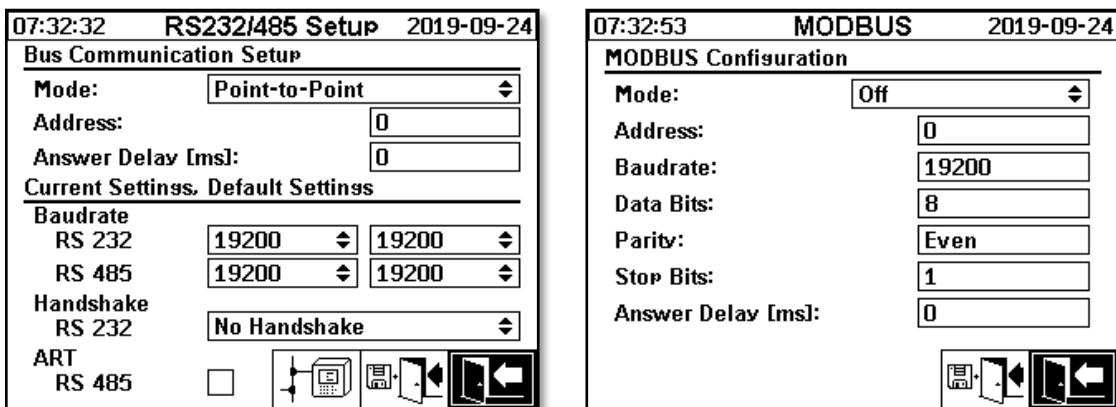 07:32:32 RS232/485 Setup 2019-09-24
Bus Communication Setup
Mode: Point-to-Point
Address: 0
Answer Delay [ms]: 0
Current Settings, Default Settings
Baudrate
RS 232 19200 19200
RS 485 19200 19200
Handshake
RS 232 No Handshake
ART
RS 485
07:32:53 MODBUS 2019-09-24
MODBUS Configuration
Mode: Off
Address: 0
Baudrate: 19200
Data Bits: 8
Parity: Even
Stop Bits: 1
Answer Delay [ms]: 0